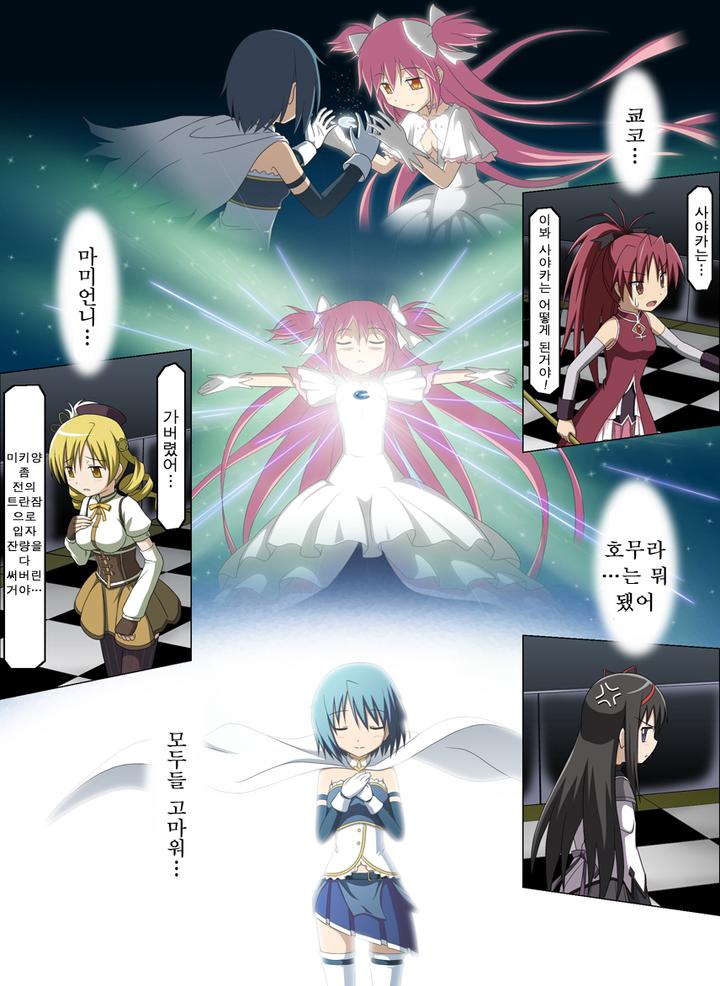 쿄코…
사야카는…
이봐 사야카는 어떻게 된거야!
마미언니…
가버렸어…
미키양
좀
전의
트란잠
으로
입자
잔량을
다
써버린
거야…
호무라
…는 뭐
됐어
모두들 고마워…